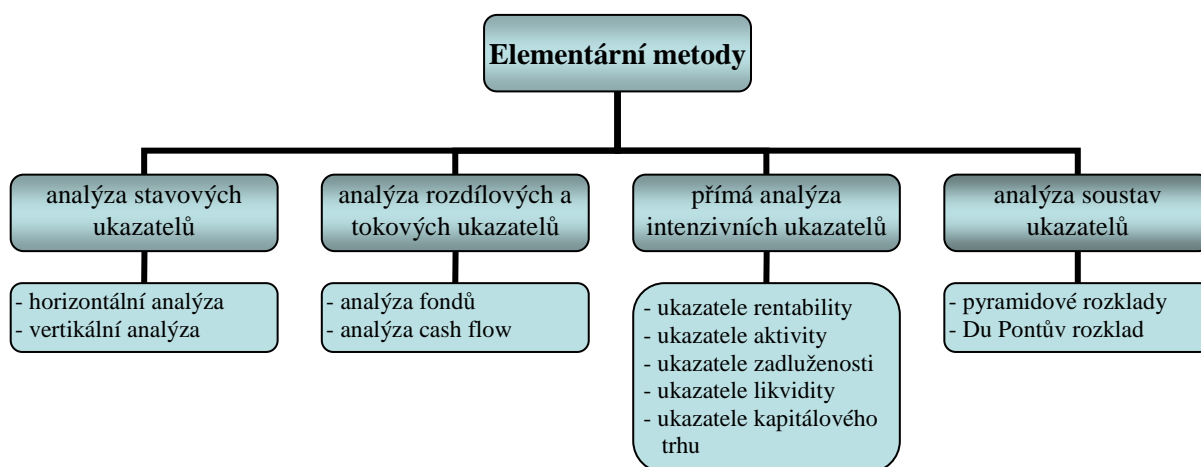 Elementární metody
analýza stavových
ukazatelů
- horizontální analýza
- vertikální analýza
analýza rozdílových a
tokových ukazatelů
- analýza fondů
- analýza cash flow
přímá analýza
intenzivních ukazatelů
- ukazatele rentability
- ukazatele aktivity
- ukazatele zadluženosti
- ukazatele likvidity
- ukazatele kapitálového
trhu
analýza soustav
ukazatelů
- pyramidové rozklady
- Du Pontův rozklad